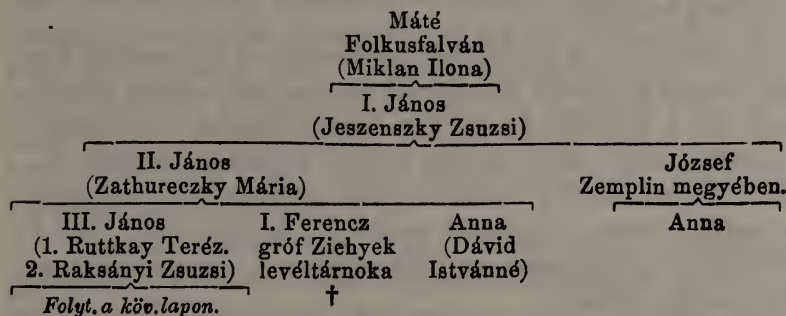 Máté
Folkusfalván
(Miklan Ilona)
I. János
(Jeszenszky Zsuzsi)
II. János
(Zathureczky Mária)
József
Zemplin megyében.
III. János
(1. Ruttkay Teréz.
2. Raksányi Zsuzsi)
Folyt. a köv. lapon.
I. Ferencz
gróf Ziehyek
levéltárnoka
†
Anna
(Dávid
Istvánné)
Anna